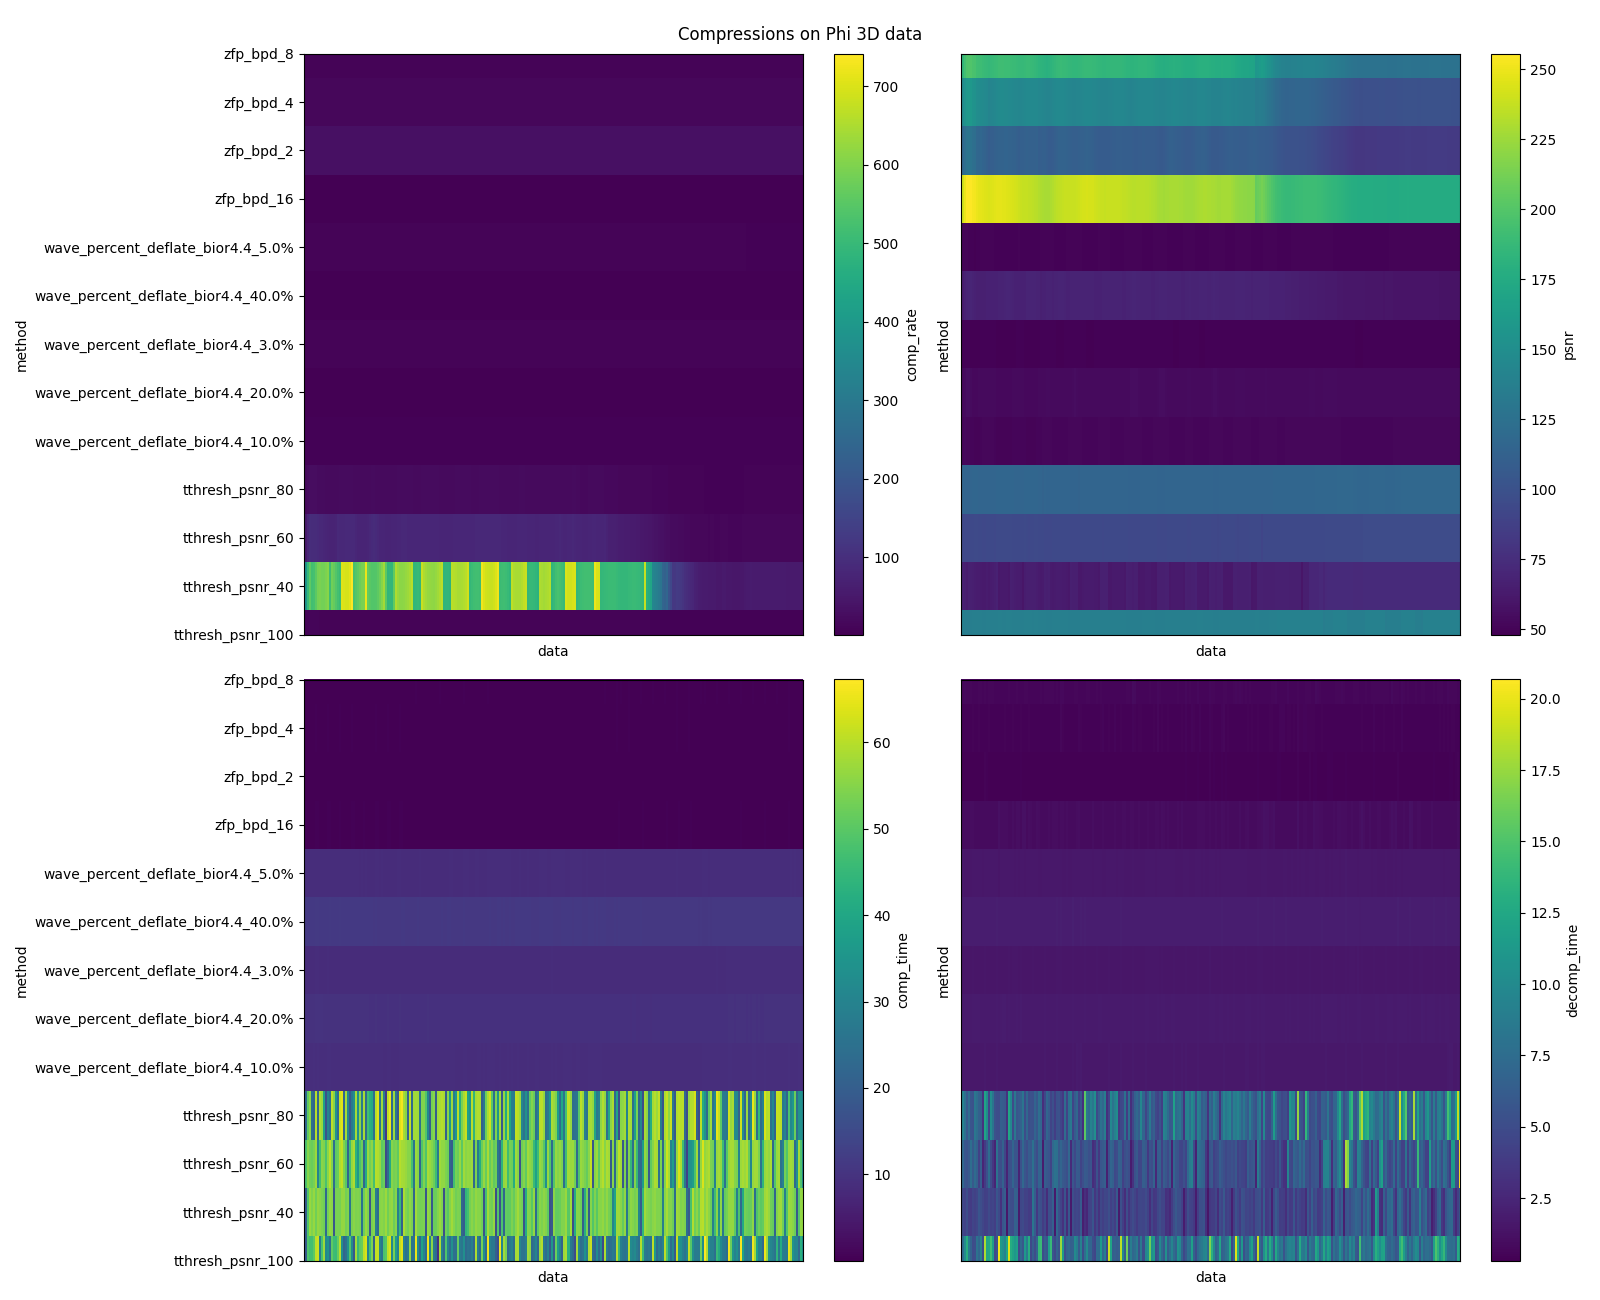 Compressions on Phi 3D data
zfp_bpd_8
zfp_bpd_4
zfp_bpd_2
zfp_bpd_16
wave_percent_deflate_bior4.4_5.0%
wave_percent_deflate_bior4.4_40.0%
wave_percent_deflate_bior4.4_3.0%
wave_percent_deflate_bior4.4_20.0%
wave_percent_deflate_bior4.4_10.0%
tthresh_psnr_80
tthresh_psnr_60
tthresh_psnr_40
tthresh_psnr_100
method
data
700
600
500
400
300
200
100
comp_rate
method
data
250
225
200
175
150
125
100
75
50
psnr
zfp_bpd_8
zfp_bpd_4
zfp_bpd_2
zfp_bpd_16
wave_percent_deflate_bior4.4_5.0%
wave_percent_deflate_bior4.4_40.0%
wave_percent_deflate_bior4.4_3.0%
wave_percent_deflate_bior4.4_20.0%
wave_percent_deflate_bior4.4_10.0%
tthresh_psnr_80
tthresh_psnr_60
tthresh_psnr_40
tthresh_psnr_100
method
data
60
50
40
30
20
10
comp_time
method
data
20.0
17.5
15.0
12.5
10.0
7.5
5.0
2.5
decomp_time